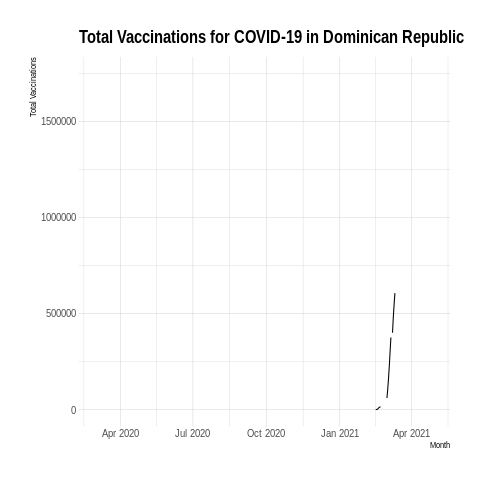 Total Vaccinations for COVID-19 in Dominican Republic
Total Vaccinations
1500000
1000000
500000
0
Apr 2020 Jul 2020 Oct 2020 Jan 2021 Apr 2021
Month